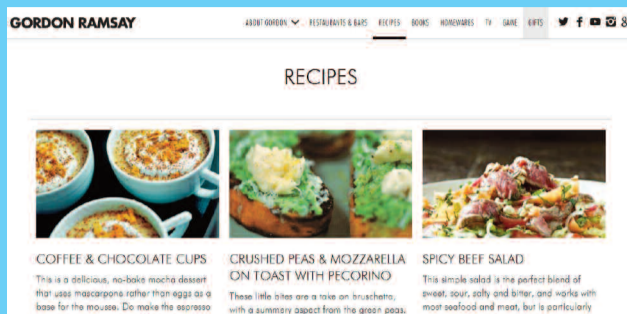 GORDON RAMSAY
ABOUT GORDON RESTAURANTS & BARS RECIPES BOOKS HOMEWARES TV GAME GIFTS
RECIPES
COFFEE & CHOCOLATE CUPS
This is a delicious, no-bake mocha dessert
that uses mascarpone rather than eggs as a
base for the mousse. Do make the espresso
CRUSHED PEAS & MOZZARELLA
ON TOAST WITH PECORINO
These little bites are a take on bruschetta,
with a summery aspect from the green peas,
SPICY BEEF SALAD
This simple salad is the perfect blend of
sweet, sour, salty and bitter, and works with
most seafood and meat, but is particularly